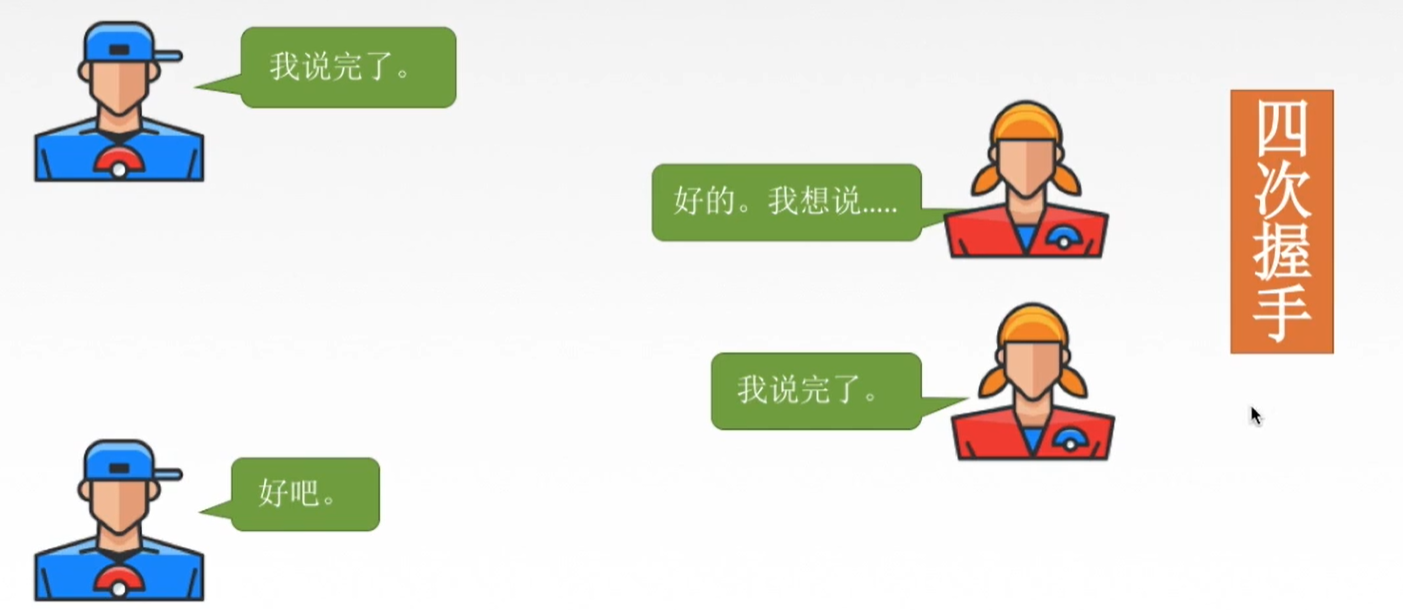 我说完了。
好的。我想说.....
我说完了。
好吧。
四次握手